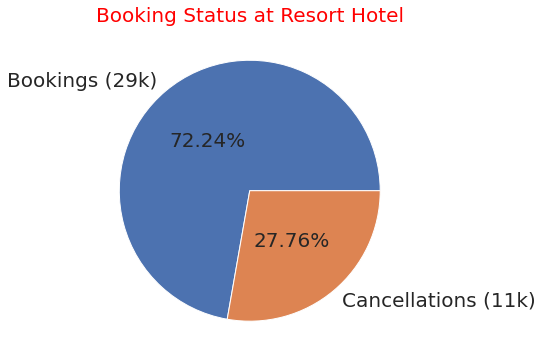 Booking Status at Resort Hotel
Bookings (29k)
72.24%
27.76%
Cancellations (11k)